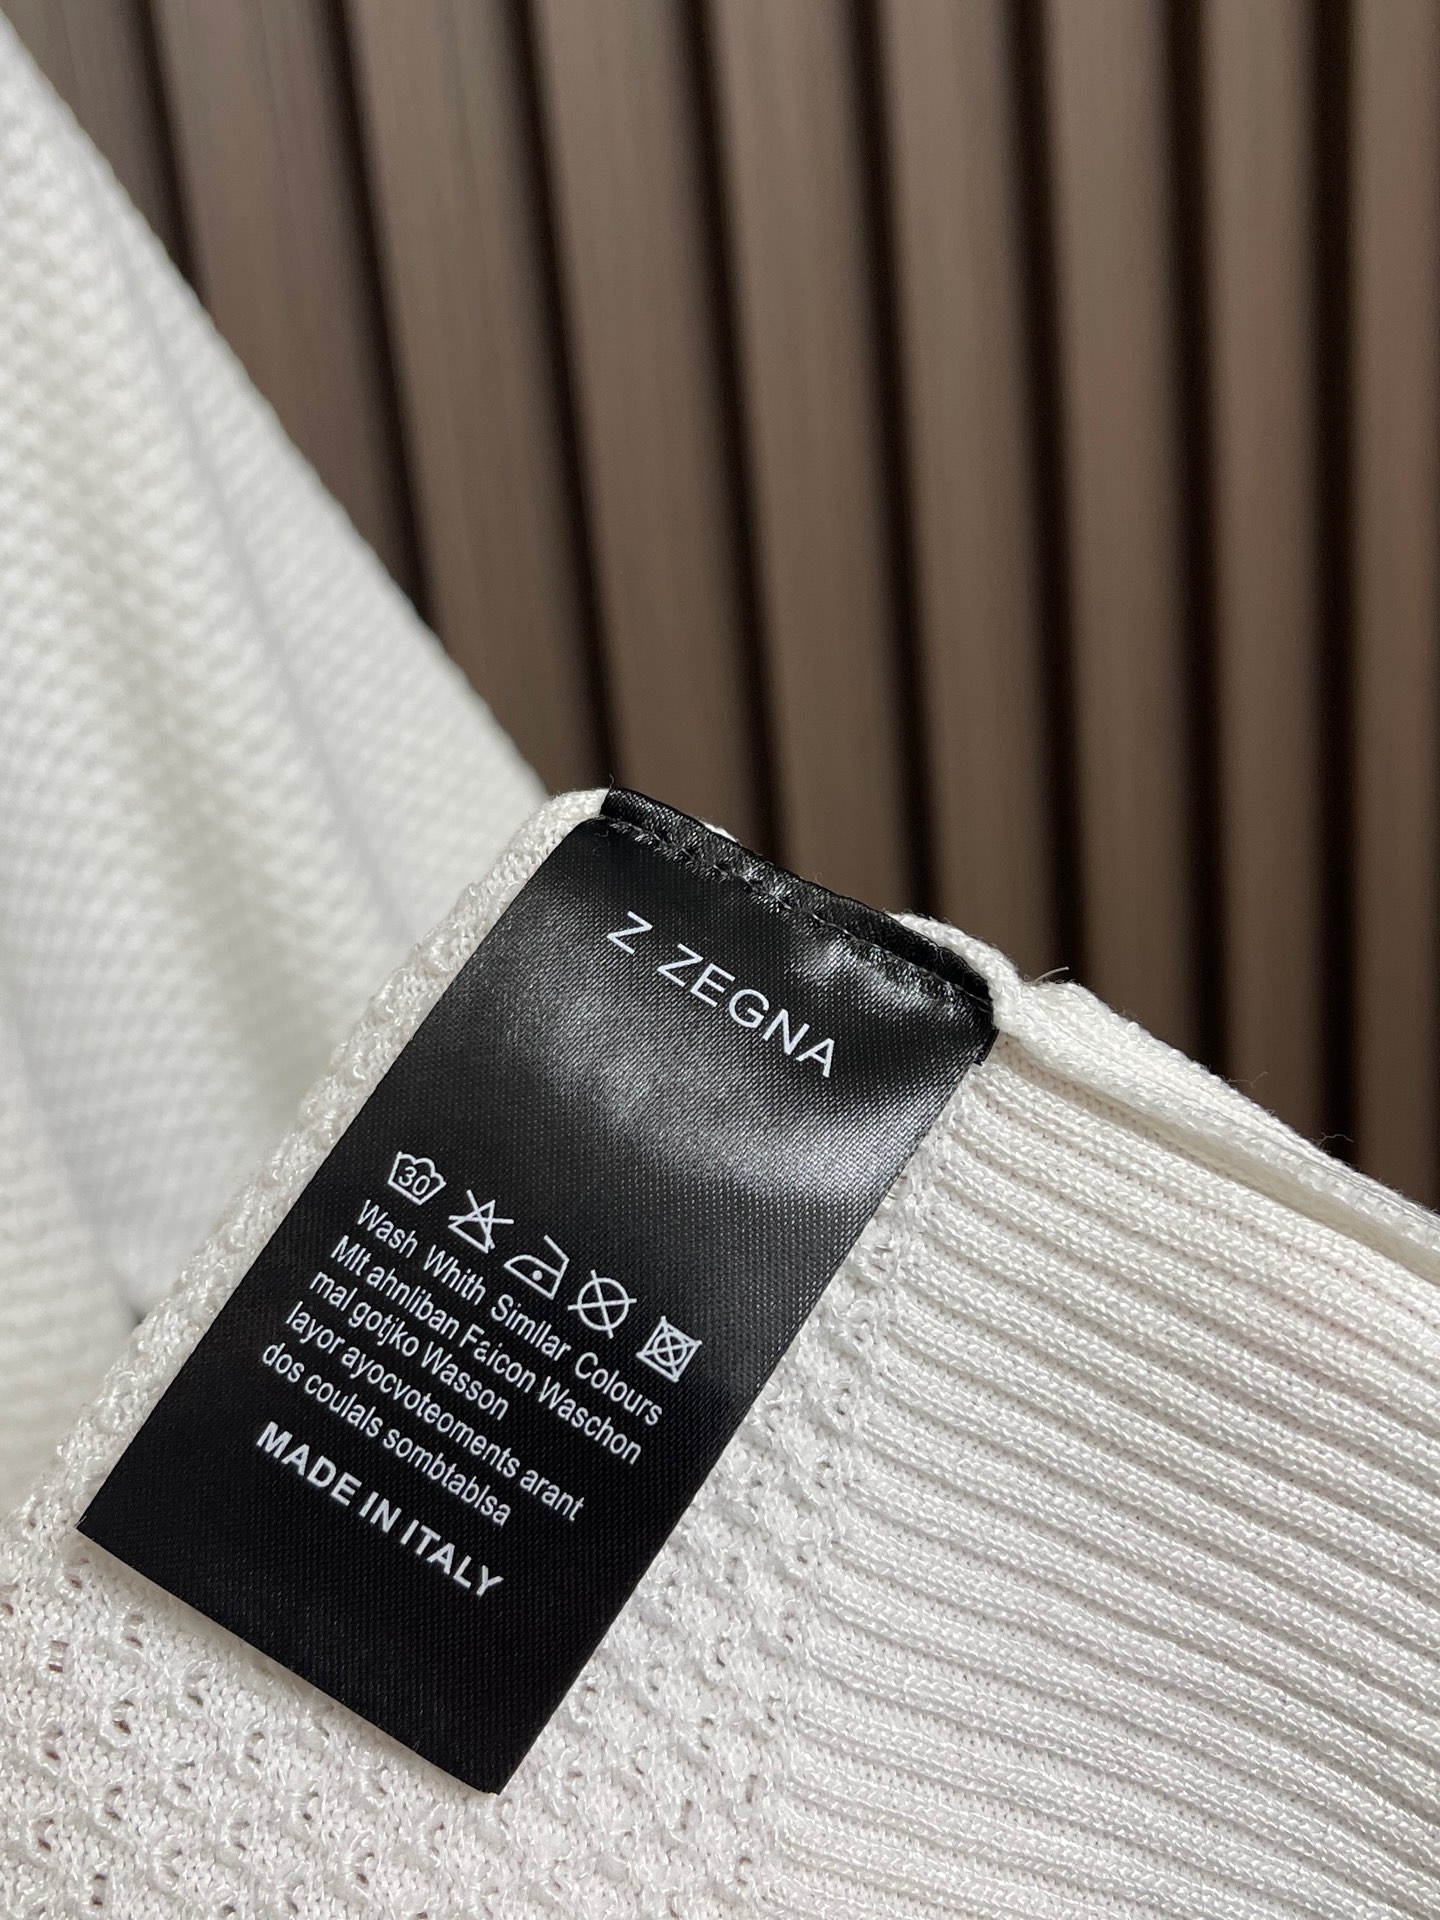 Z ZEGNA
30
Wash Whith Simllar Colours
Mlt ahnliban Faicon Waschon
mal gotjko Wasson
layor ayocvoteoments arant
dos coulals sombtablsa
MADE IN ITALY